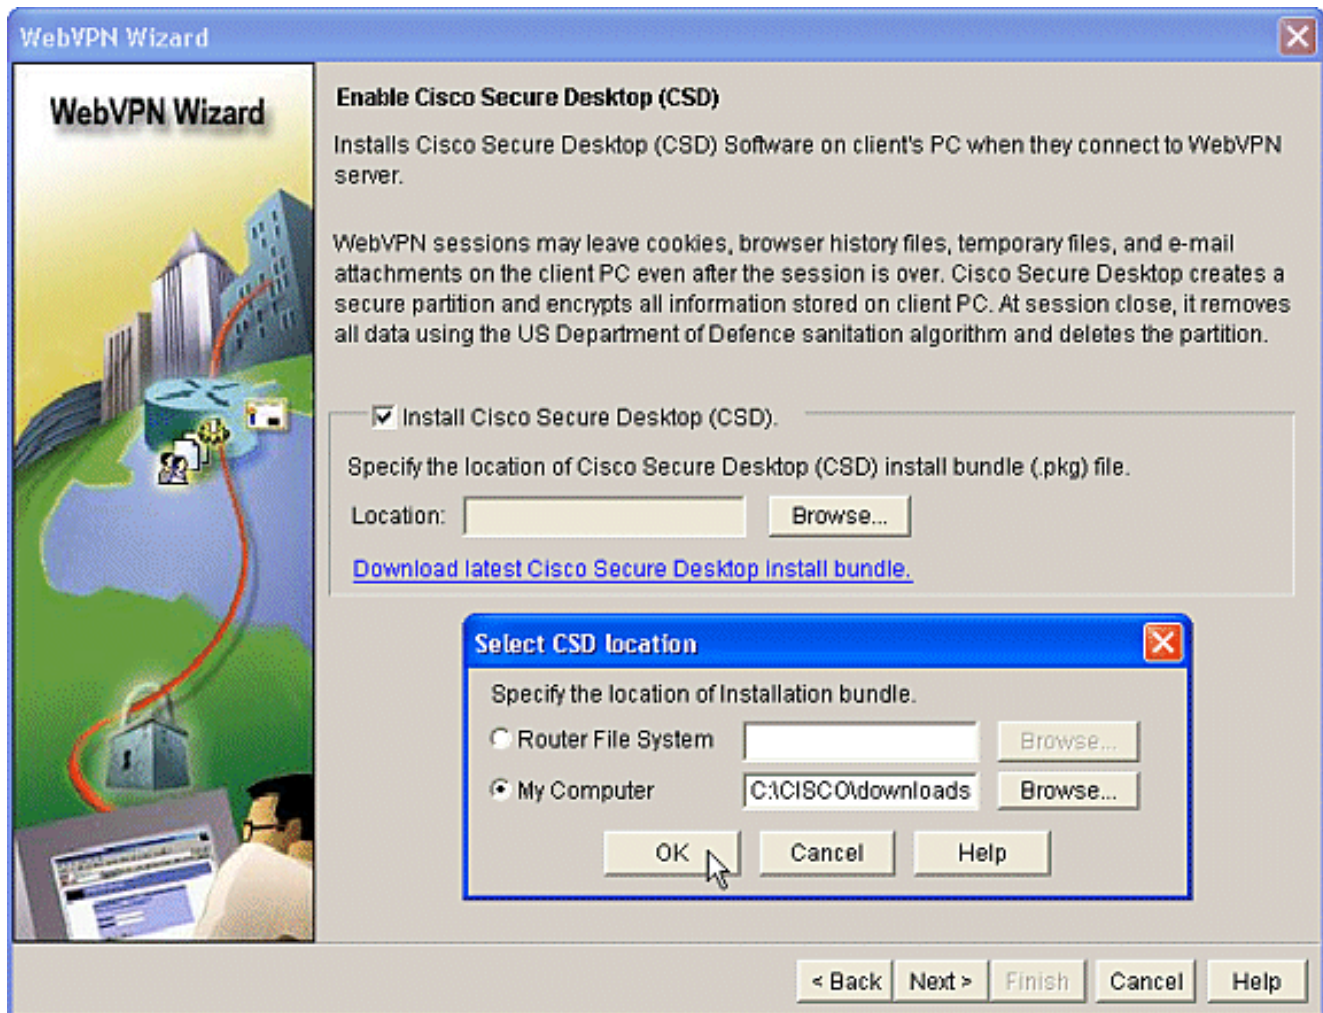 WebVPN Wizard
WebVPN Wizard
Enable Cisco Secure Desktop (CSD)
Installs Cisco Secure Desktop (CSD) Software on client's PC when they connect to WebVPN
server.
WebVPN sessions may leave cookies, browser history files, temporary files, and e-mail
attachments on the client PC even after the session is over. Cisco Secure Desktop creates a
secure partition and encrypts all information stored on client PC. At session close, it removes
all data using the US Department of Defence sanitation algorithm and deletes the partition.
Install Cisco Secure Desktop (CSD).
Specify the location of Cisco Secure Desktop (CSD) install bundle (.pkg) file.
Location:
Browse...
Download latest Cisco Secure Desktop install bundle.
Select CSD location
Specify the location of Installation bundle.
Router File System
Browse...
My Computer
C:\CISCO\downloads
Browse...
OK
Cancel
Help
< Back
Next >
Finish
Cancel
Help